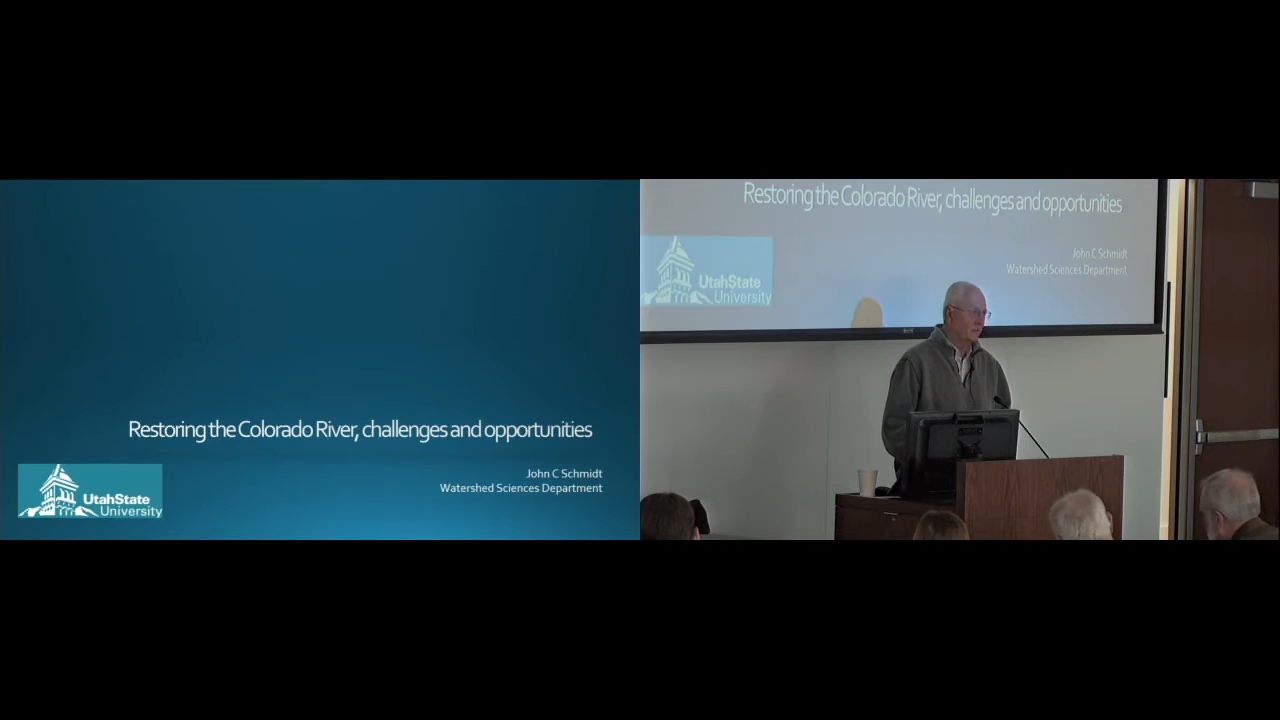 Restoring the Colorado River, challenges and opportunities
John C Schmidt
Watershed Sciences Department
UtahState
University
Restoring the Colorado River, challenges and opportunities
John C Schmidt
Watershed Sciences Department
UtahState
University